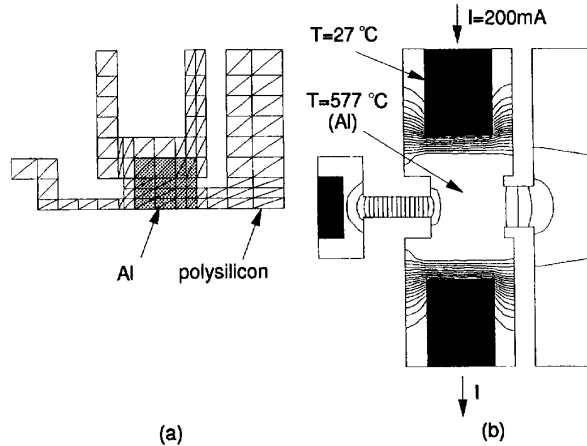 I=200mA
T=27 °C
T=577 °C
(Al)
Al
polysilicon
I
(a)
(b)